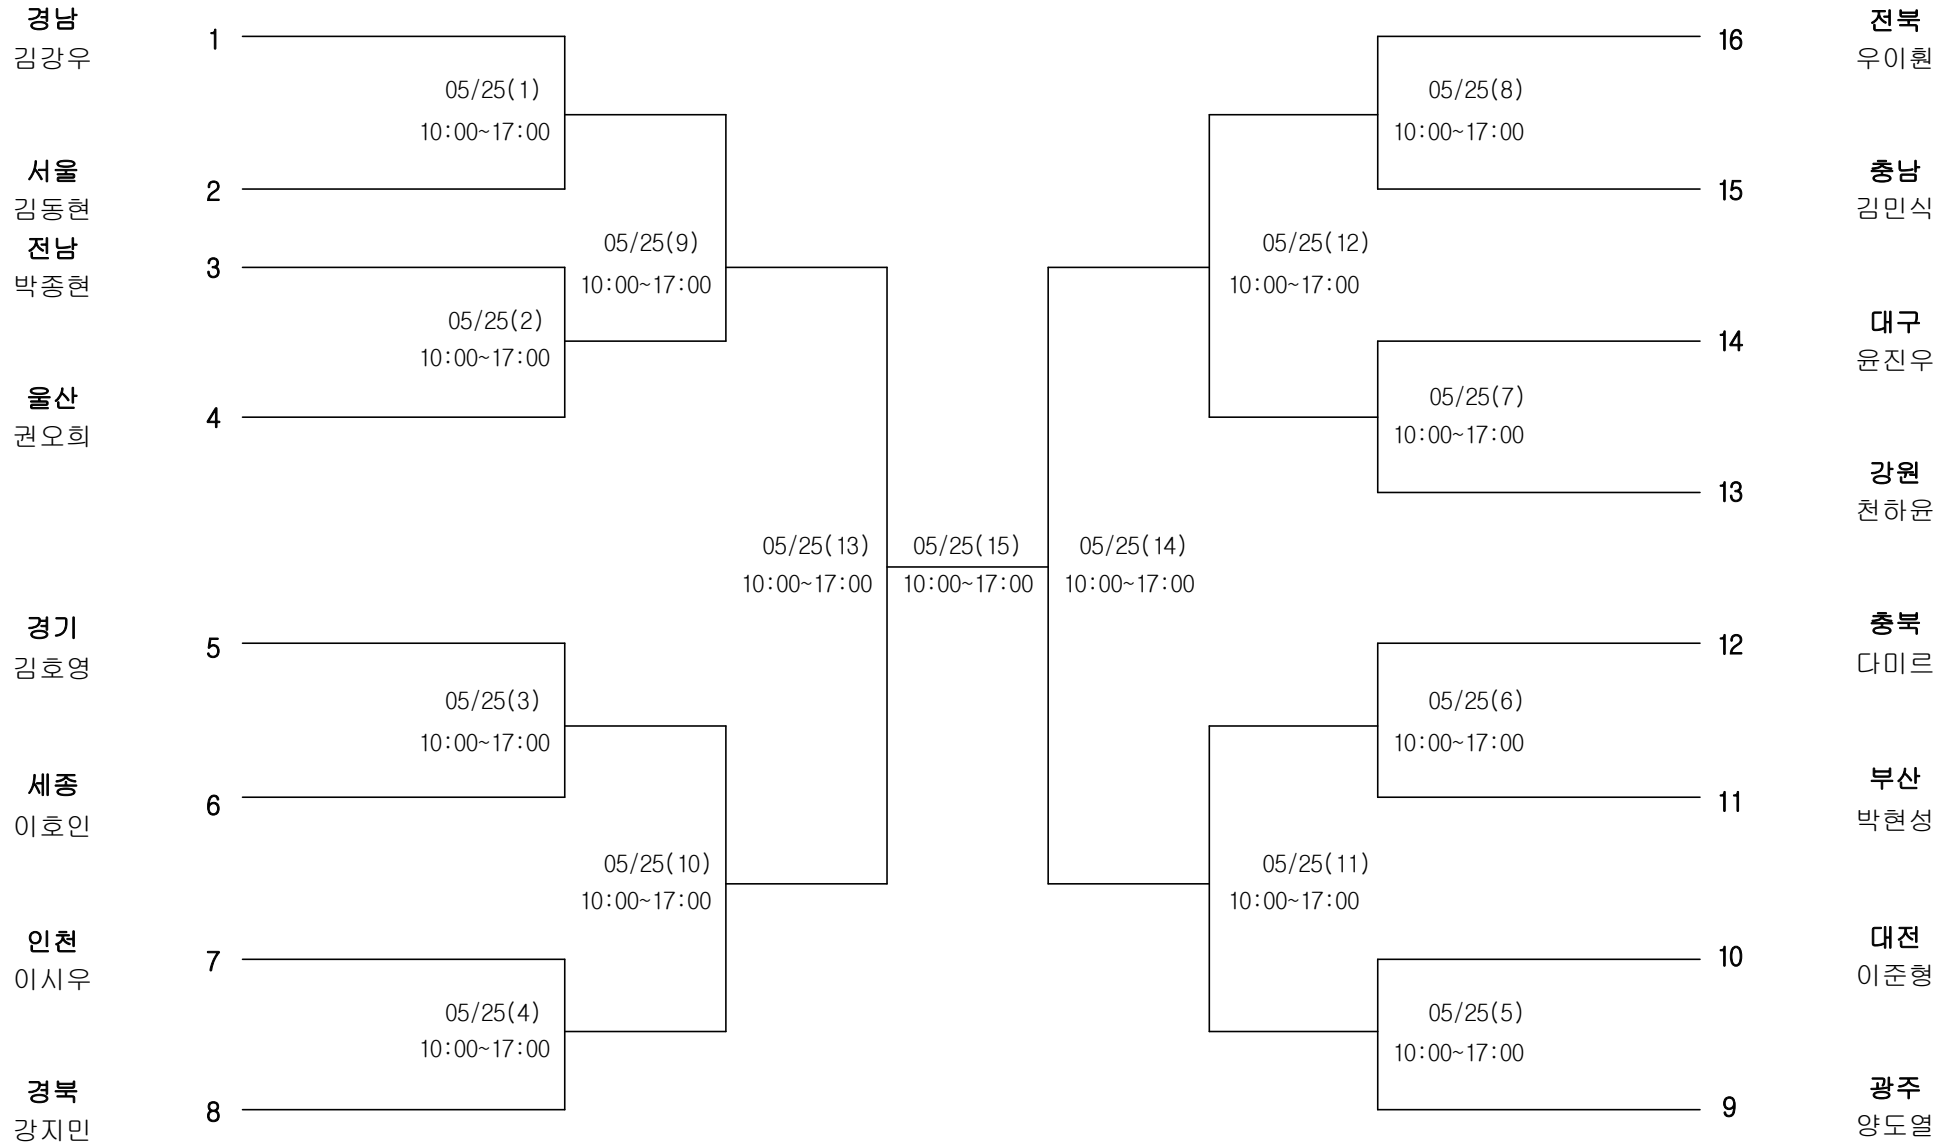 경남
김강우
1
05/25(1)
10:00~17:00
서울
김동현
2
전남
박종현
3
05/25(9)
10:00~17:00
05/25(2)
10:00~17:00
울산
권오희
4
05/25(13)
10:00~17:00
경기
김호영
5
05/25(3)
10:00~17:00
세종
이호인
6
05/25(10)
10:00~17:00
인천
이시우
7
05/25(4)
10:00~17:00
경북
강지민
8
05/25(15)
10:00~17:00
전북
우이훤
16
05/25(8)
10:00~17:00
충남
김민식
15
05/25(12)
10:00~17:00
대구
윤진우
14
05/25(7)
10:00~17:00
강원
천하윤
13
05/25(14)
10:00~17:00
충북
다미르
12
05/25(6)
10:00~17:00
부산
박현성
11
05/25(11)
10:00~17:00
대전
이준형
10
05/25(5)
10:00~17:00
광주
양도열
9